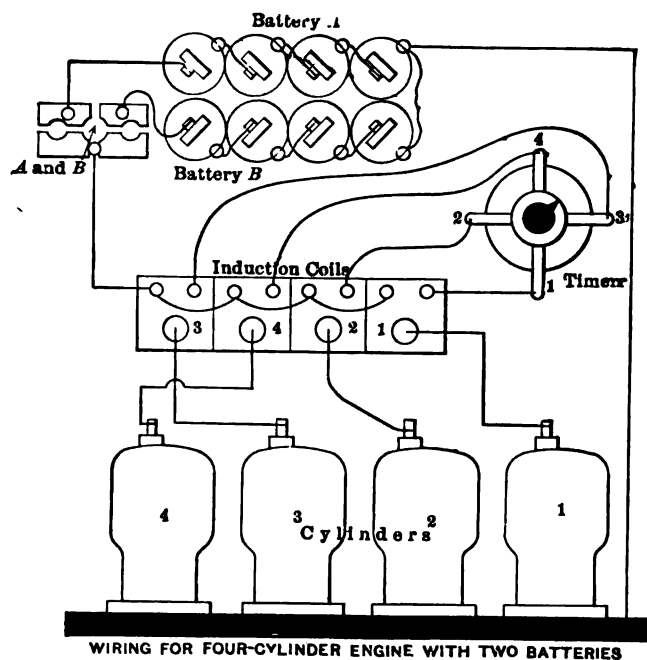 Battery A
A and B
Battery B
4
2
3
1
Timer
Induction Coils
3
4
2
1
4
3
2
1
Cylinders
WIRING FOR FOUR-CYLINDER ENGINE WITH TWO BATTERIES